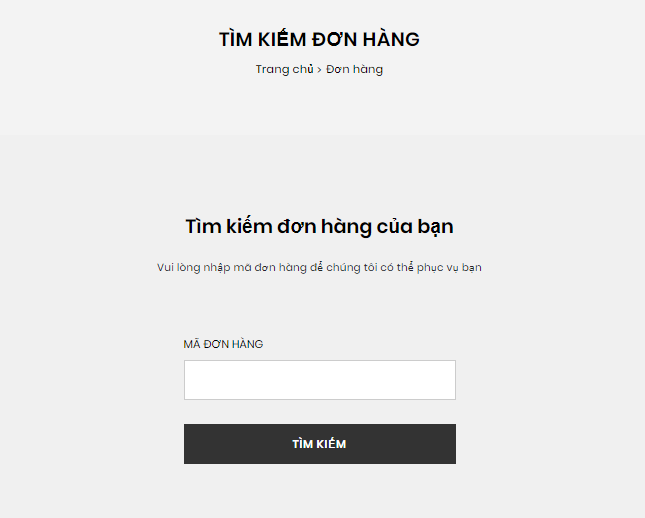 TÌM KIẾM ĐƠN HÀNG
Trang chủ > Đơn hàng
Tìm kiếm đơn hàng của bạn
Vui lòng nhập mã đơn hàng để chúng tôi có thể phục vụ bạn
MÃ ĐƠN HÀNG
TÌM KIẾM